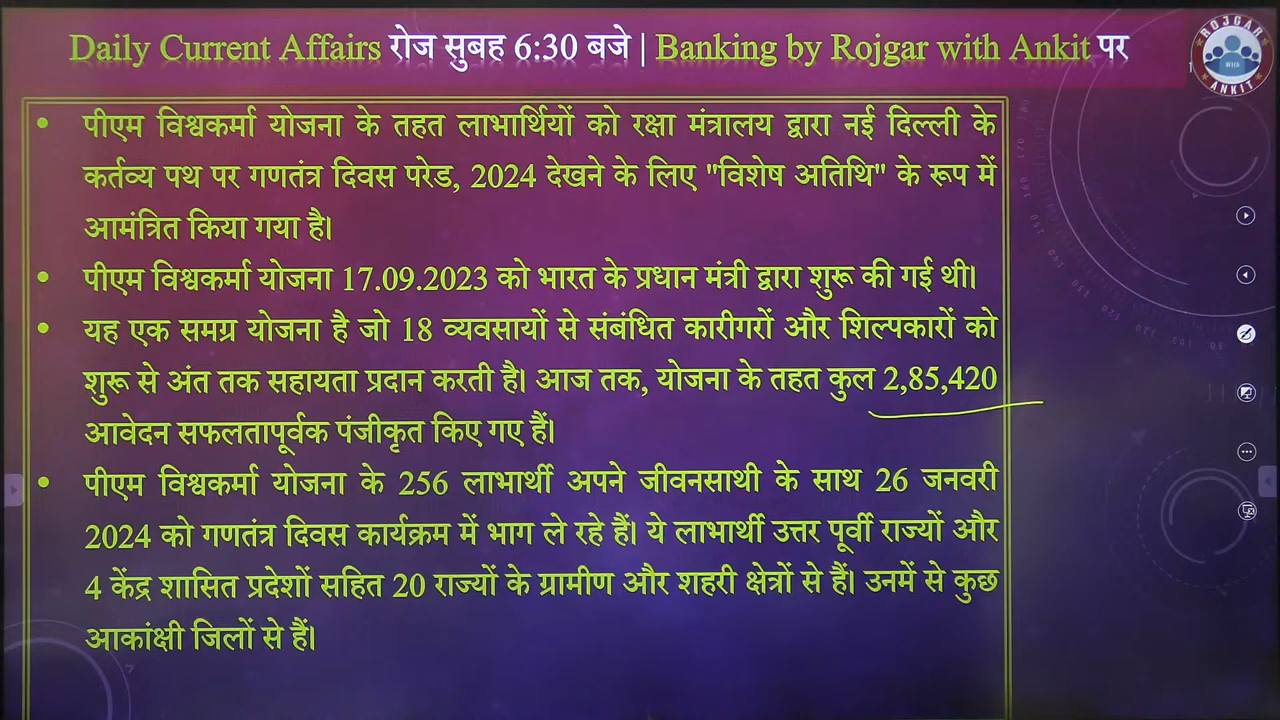 Daily Current Affairs रोज सुबह 6:30 बजे | Banking by Rojgar with Ankit पर
ROJGAR
WITH
ANKIT
• पीएम विश्वकर्मा योजना के तहत लाभार्थियों को रक्षा मंत्रालय द्वारा नई दिल्ली के
कर्तव्य पथ पर गणतंत्र दिवस परेड, 2024 देखने के लिए "विशेष अतिथि" के रूप में
आमंत्रित किया गया है।
• पीएम विश्वकर्मा योजना 17.09.2023 को भारत के प्रधान मंत्री द्वारा शुरू की गई थी।
• यह एक समग्र योजना है जो 18 व्यवसायों से संबंधित कारीगरों और शिल्पकारों को
शुरू से अंत तक सहायता प्रदान करती है। आज तक, योजना के तहत कुल 2,85,420
आवेदन सफलतापूर्वक पंजीकृत किए गए हैं।
• पीएम विश्वकर्मा योजना के 256 लाभार्थी अपने जीवनसाथी के साथ 26 जनवरी
2024 को गणतंत्र दिवस कार्यक्रम में भाग ले रहे हैं। ये लाभार्थी उत्तर पूर्वी राज्यों और
4 केंद्र शासित प्रदेशों सहित 20 राज्यों के ग्रामीण और शहरी क्षेत्रों से हैं। उनमें से कुछ
आकांक्षी जिलों से हैं।